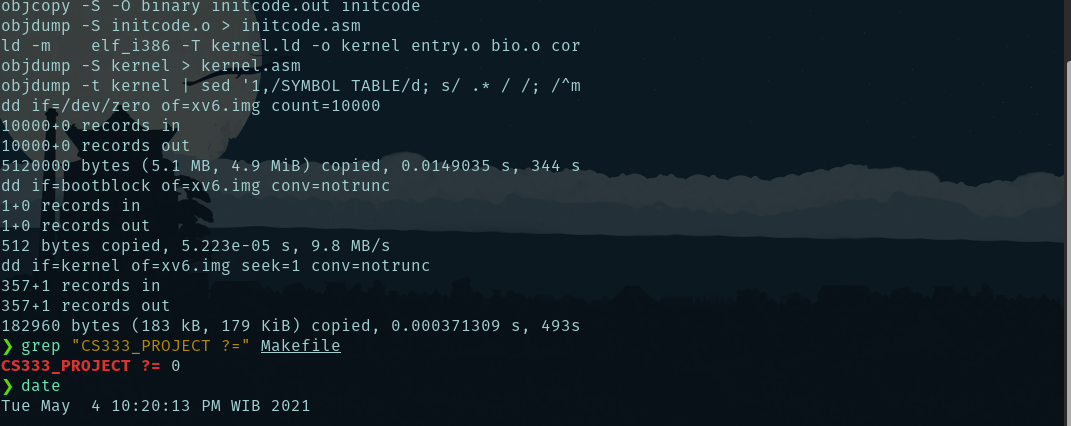 objcopy -S -O binary initcode.out initcode
objdump -S initcode.o > initcode.asm
ld -m    elf_i386 -T kernel.ld -o kernel entry.o bio.o cor
objdump -S kernel > kernel.asm
objdump -t kernel | sed '1,/SYMBOL TABLE/d; s/ .* / /; /^m
dd if=/dev/zero of=xv6.img count=10000
10000+0 records in
10000+0 records out
5120000 bytes (5.1 MB, 4.9 MiB) copied, 0.0149035 s, 344 s
dd if=bootblock of=xv6.img conv=notrunc
1+0 records in
1+0 records out
512 bytes copied, 5.223e-05 s, 9.8 MB/s
dd if=kernel of=xv6.img seek=1 conv=notrunc
357+1 records in
357+1 records out
182960 bytes (183 kB, 179 KiB) copied, 0.000371309 s, 493s
❯ grep "CS333_PROJECT ?=" Makefile
CS333_PROJECT ?= 0
❯ date
Tue May  4 10:20:13 PM WIB 2021